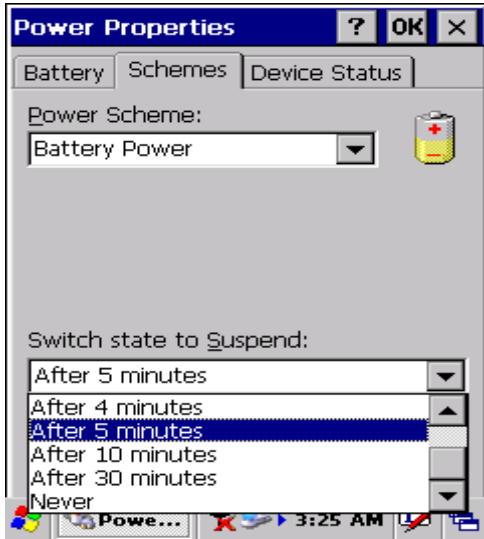 Power Properties ? OK ×
Battery Schemes Device Status
Power Scheme:
Battery Power
Switch state to Suspend:
After 5 minutes
After 4 minutes
After 5 minutes
After 10 minutes
After 30 minutes
Never
Powe... 3:25 AM